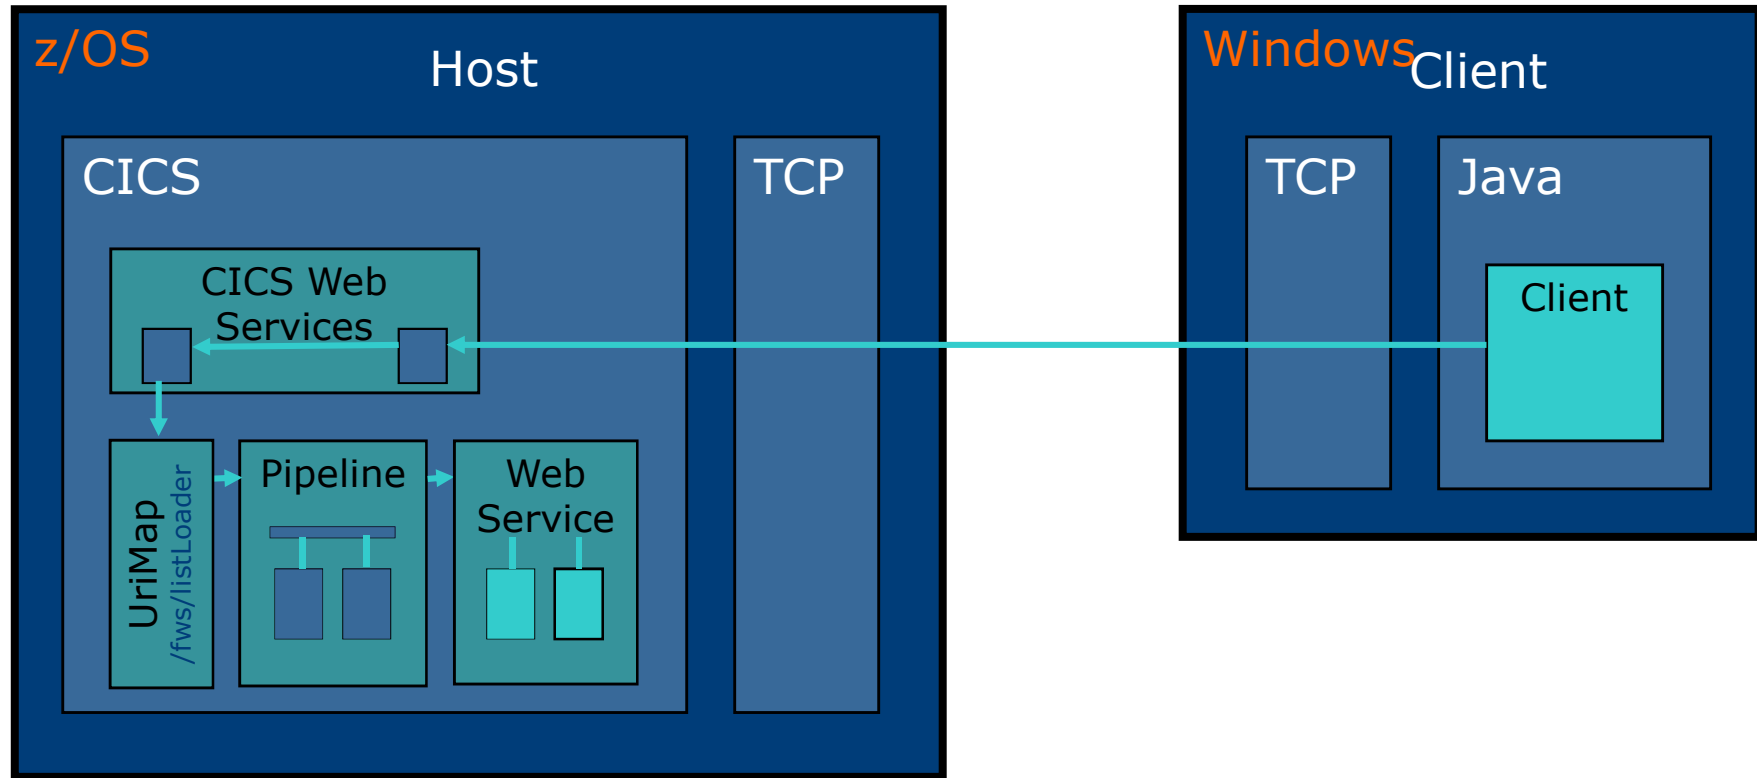 z/OS
Host
CICS
TCP
CICS Web
Services
UriMap
/fws/listLoader
Pipeline
Web
Service
Windows
Client
TCP
Java
Client